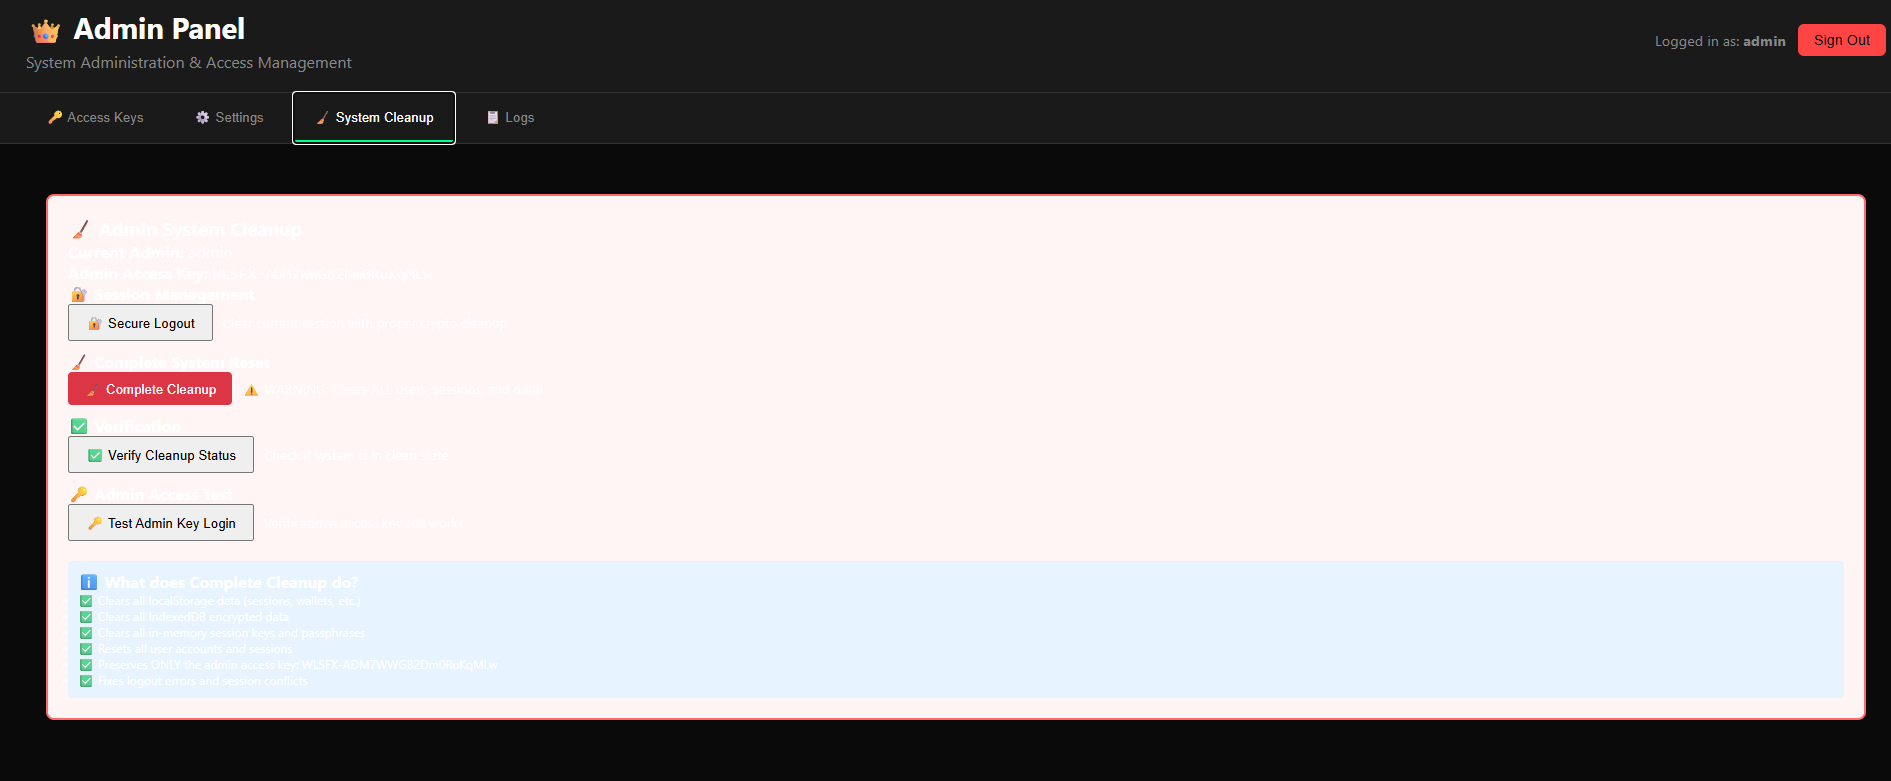 Admin Panel
System Administration & Access Management
Logged in as: admin
Sign Out
Access Keys
Settings
System Cleanup
Logs
Admin System Cleanup
Current Admin: admin
Admin Access Key: WLSFX-ADM7WWGB2Dm0RuKqMLw
Session Management
Secure Logout
Clear current session with proper crypto cleanup
Complete System Reset
Complete Cleanup
WARNING: Clears ALL users, sessions, and data!
Verification
Verify Cleanup Status
Check if system is in clean state
Admin Access Test
Test Admin Key Login
Verify admin access key still works
What does Complete Cleanup do?
Clears all localStorage data (sessions, wallets, etc.)
Clears all IndexedDB encrypted data
Clears all in-memory session keys and passphrases
Resets all user accounts and sessions
Preserves ONLY the admin access key: WLSFX-ADM7WWGB2Dm0RuKqMLw
Fixes logout errors and session conflicts